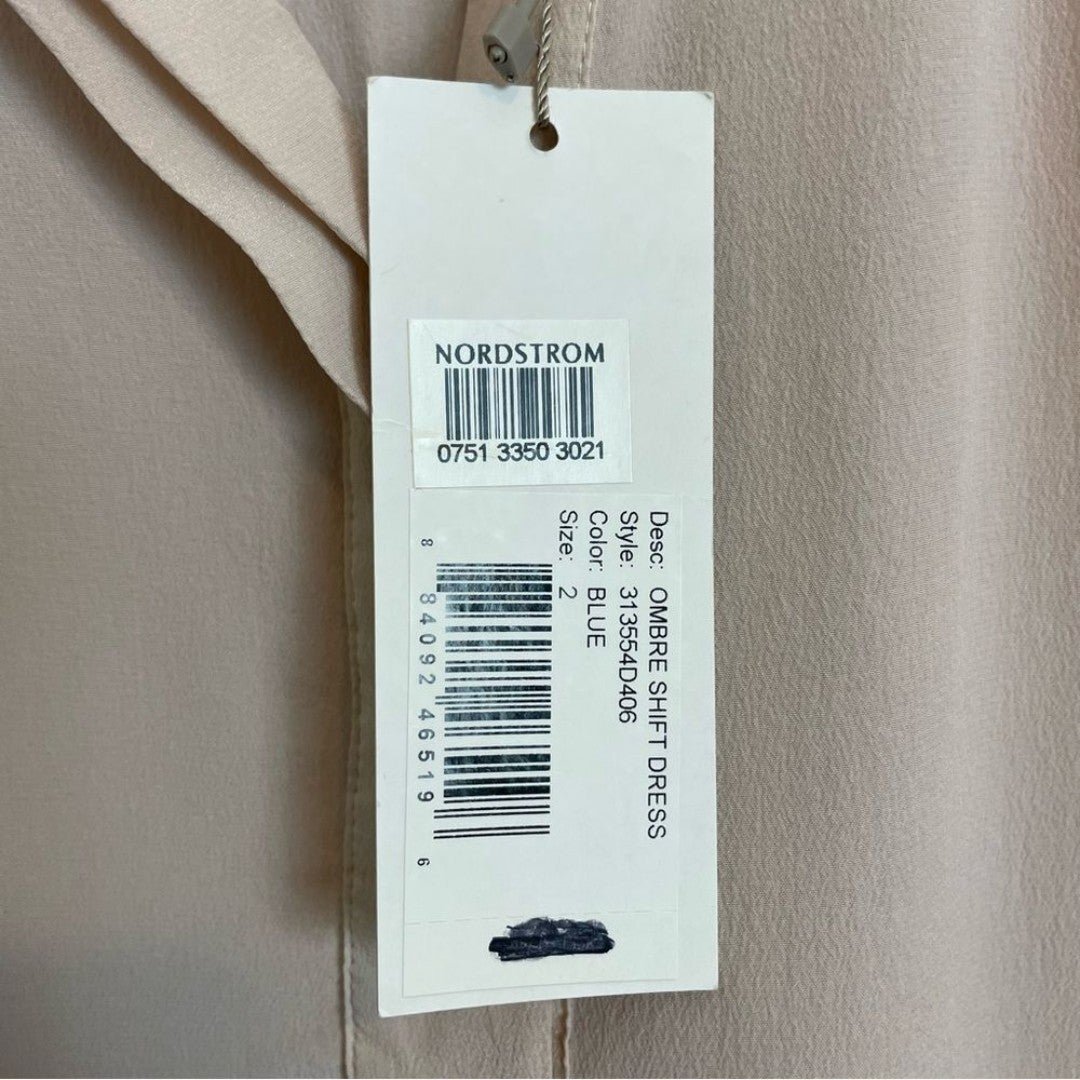 NORDSTROM
0751 3350 3021
Desc: OMBRE SHIFT DRESS
Style: 313554D406
Color: BLUE
Size: 2
8 84092 46519 6